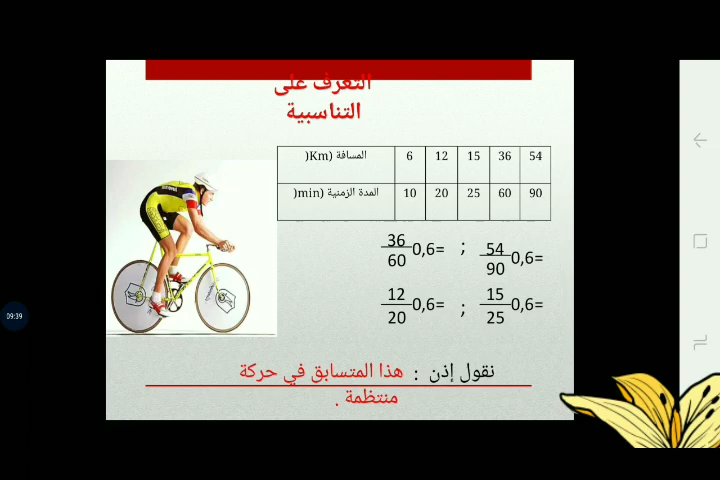 التعرف على
التناسبية
المسافة (Km( 6 12 15 36 54
المدة الزمنية (min( 10 20 25 60 90
36/60 0,6= ; 54/90 0,6=
12/20 0,6= ; 15/25 0,6=
نقول إذن : هذا المتسابق في حركة
منتظمة .
09:39